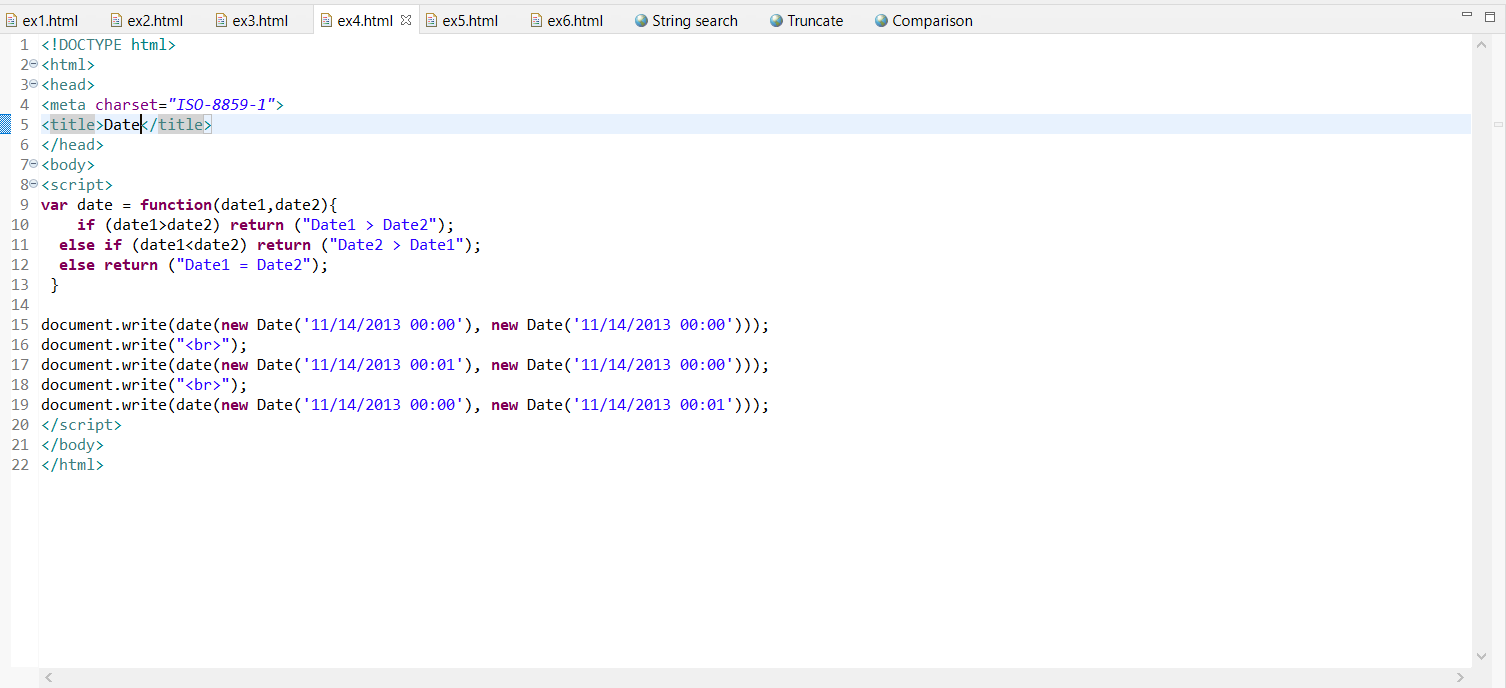 ex1.html ex2.html ex3.html ex4.html ex5.html ex6.html String search Truncate Comparison
1 <!DOCTYPE html>
2 <html>
3 <head>
4 <meta charset="ISO-8859-1">
5 <title>Date</title>
6 </head>
7 <body>
8 <script>
9 var date = function(date1,date2){
10     if (date1>date2) return ("Date1 > Date2");
11   else if (date1<date2) return ("Date2 > Date1");
12   else return ("Date1 = Date2");
13  }
14
15 document.write(date(new Date('11/14/2013 00:00'), new Date('11/14/2013 00:00')));
16 document.write("<br>");
17 document.write(date(new Date('11/14/2013 00:01'), new Date('11/14/2013 00:00')));
18 document.write("<br>");
19 document.write(date(new Date('11/14/2013 00:00'), new Date('11/14/2013 00:01')));
20 </script>
21 </body>
22 </html>